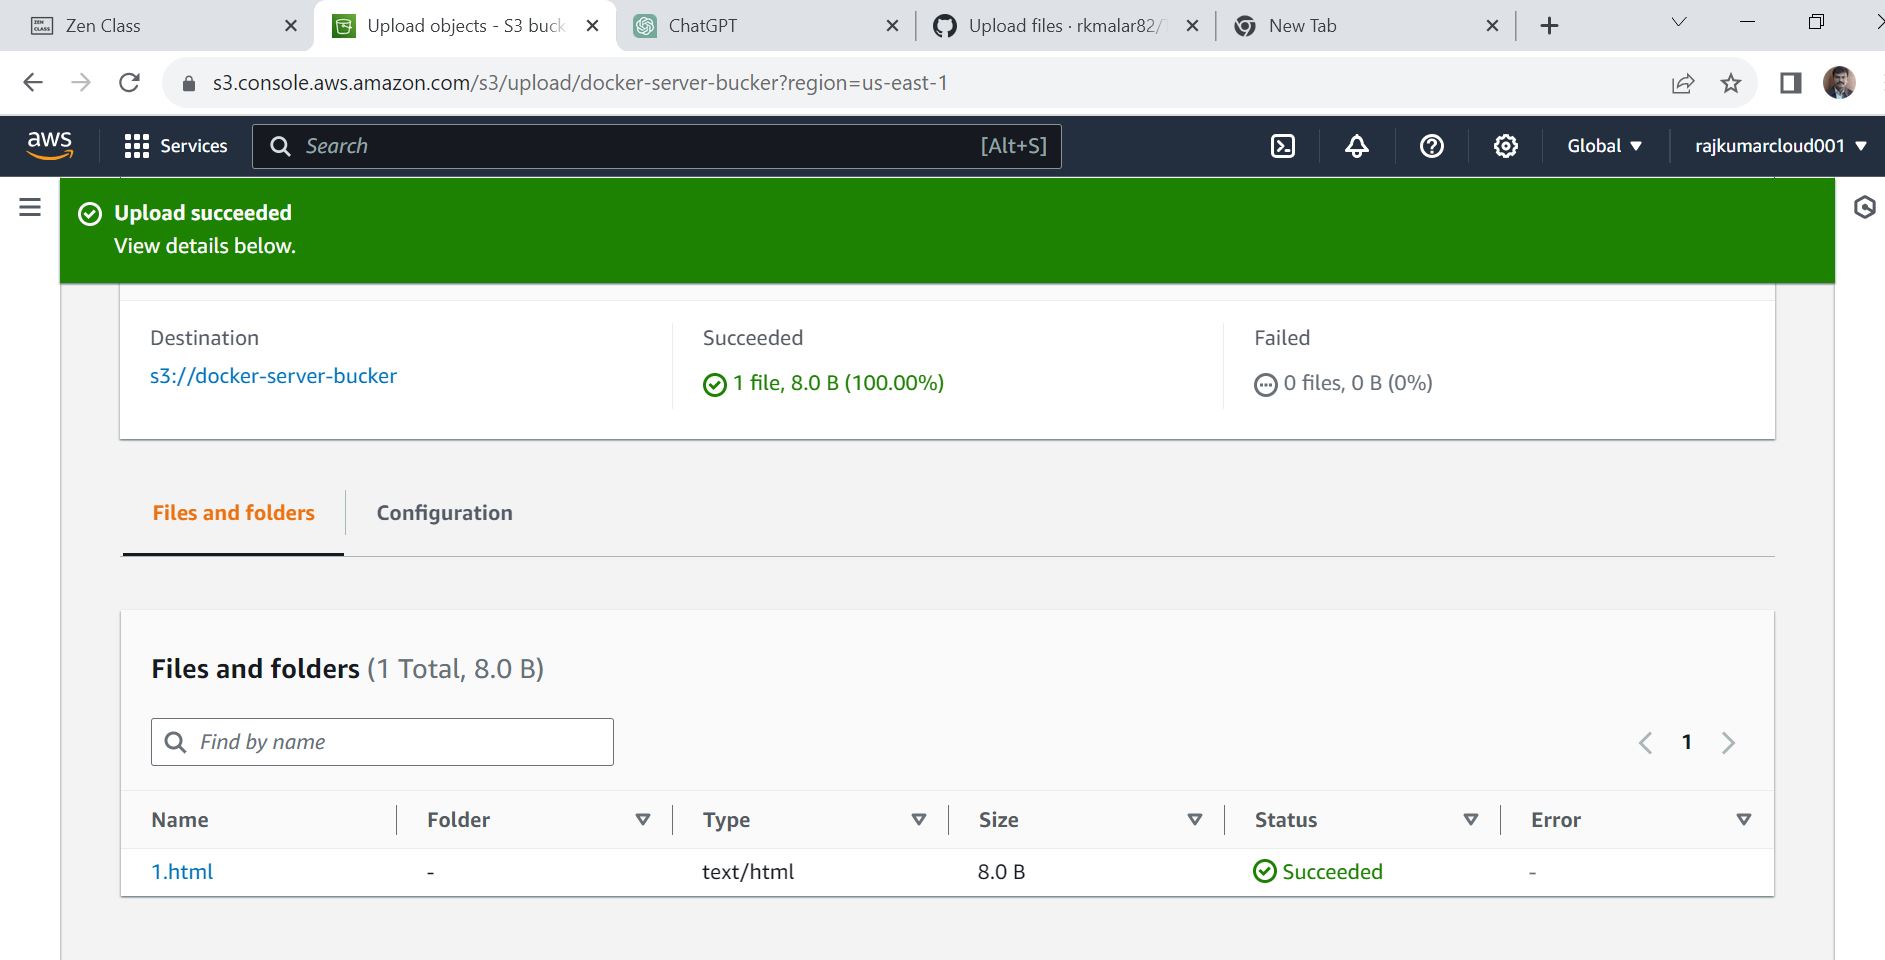 ZEN CLASS Zen Class
Upload objects - S3 buck
ChatGPT
Upload files · rkmalar82/
New Tab
s3.console.aws.amazon.com/s3/upload/docker-server-bucker?region=us-east-1
aws
Services
Search
[Alt+S]
Global
rajkumarcloud001
Upload succeeded
View details below.
Destination
s3://docker-server-bucker
Succeeded
1 file, 8.0 B (100.00%)
Failed
0 files, 0 B (0%)
Files and folders
Configuration
Files and folders (1 Total, 8.0 B)
Find by name
1
Name Folder Type Size Status Error
1.html - text/html 8.0 B Succeeded -